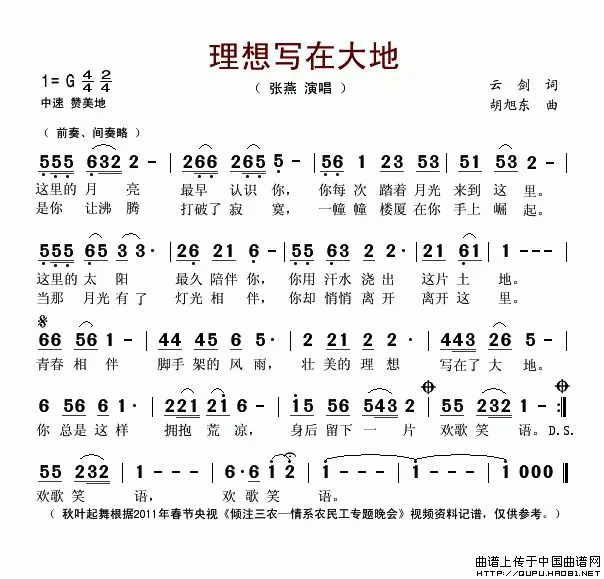 理想写在大地
1= G 4/4 2/4
（ 张燕 演唱 ）
云 剑 词
中速 赞美地
胡旭东 曲
（ 前奏、间奏略 ）
555 632 2 - | 266 265 5 - | 56 1 23 53 | 53 2 - - |
这里的 月 亮 最早 认识 你， 你每 次 踏着 月光 来到 这 里。
是你 让沸 腾 打破了 寂 寞， 一幢 幢 楼厦 在你 手上 崛 起。
555 65 3 3· | 26 21 6 - | 56 53 2· 2 | 21 61 1 - - - |
这里的 太 阳 最久 陪伴 你， 你用 汗水 浇 出 这片 土 地。
当那 月光 有了 灯光 相 伴， 你却 悄悄 离 开 离开 这 里。
66 56 1 - | 44 45 65· | 2 21 2 2 - | 443 26 5 - |
青春 相 伴 脚手 架的 风雨， 壮 美的 理 想 写在了 大 地。
6 56 6 1· | 2221 21 6 - | 5·5 56 543 2 | 55 232 1 - :||
你 总是 这 样 拥抱 荒 凉， 身后 留下 一 片 欢歌 笑 语。D.S.
55 232 | 1 - - - | 6·6 1 2 | 1 - - - | 1 - - - | 1 000 ||
欢歌 笑 语， 欢歌 笑 语。
（ 秋叶起舞根据2011年春节央视《倾注三农—情系农民工专题晚会》视频资料记谱，仅供参考。）
曲谱上传于中国曲谱网
HTTP://QUPU.HAO81.NET